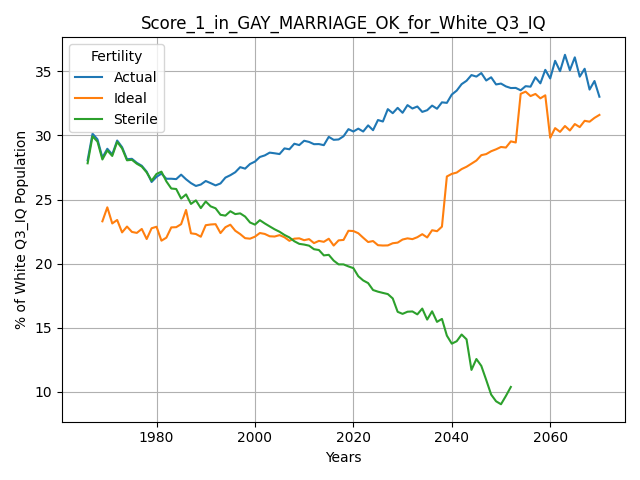 Score_1_in_GAY_MARRIAGE_OK_for_White_Q3_IQ
Fertility
Actual
Ideal
Sterile
% of White Q3_IQ Population
35
30
25
20
15
10
1980
2000
2020
2040
2060
Years